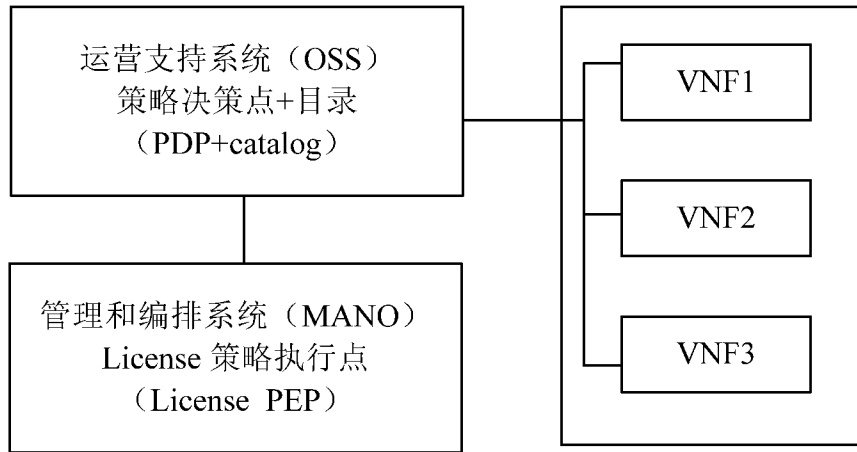 运营支持系统（OSS）
策略决策点+目录
（PDP+catalog）
管理和编排系统（MANO）
License 策略执行点
（License PEP）
VNF1
VNF2
VNF3